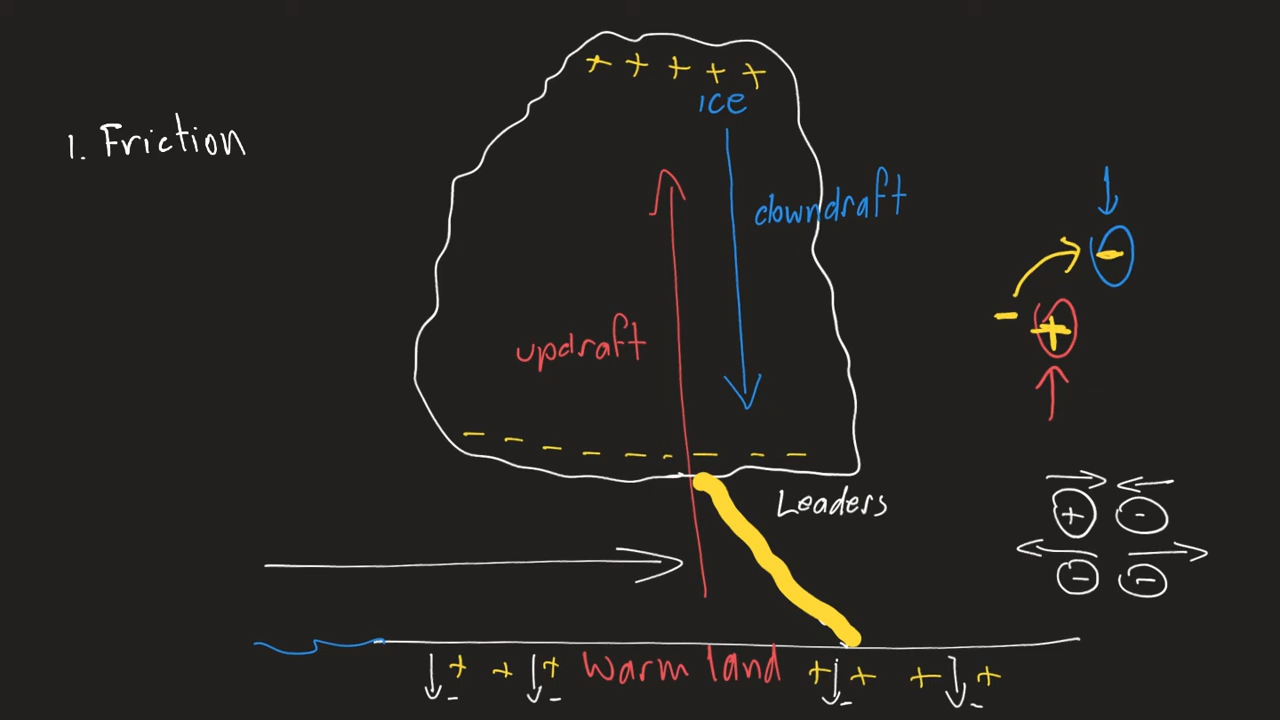 + + + + +
ice
1. Friction
downdraft
-
- +
updraft
- - - - - - - - -
Leaders
+ -
- -
+ + + warm land + + + +
- - - -